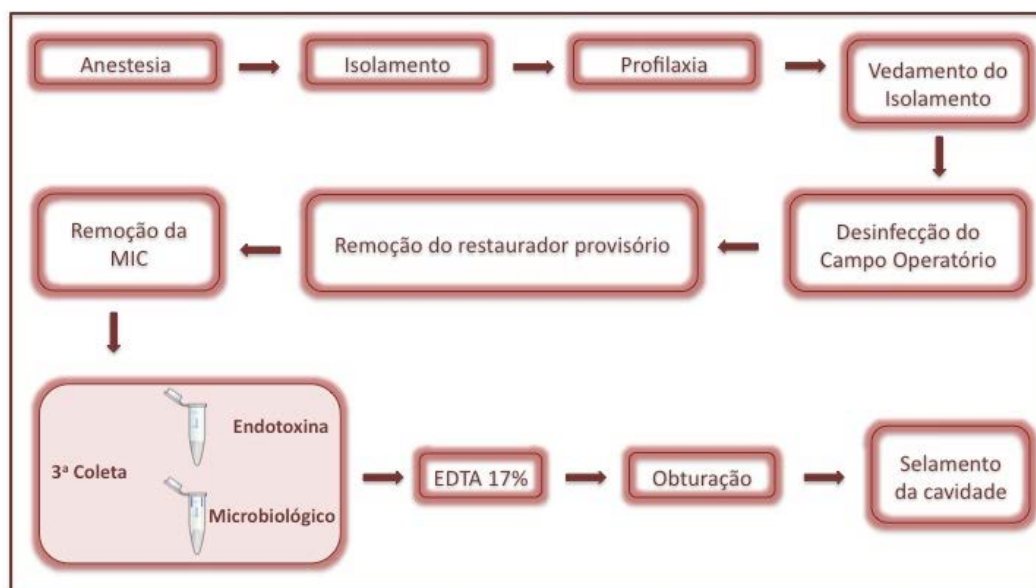 Anestesia
Isolamento
Profilaxia
Vedamento do
Isolamento
Desinfecção do
Campo Operatório
Remoção do restaurador provisório
Remoção da
MIC
3ª Coleta
Endotoxina
Microbiológico
EDTA 17%
Obturação
Selamento
da cavidade